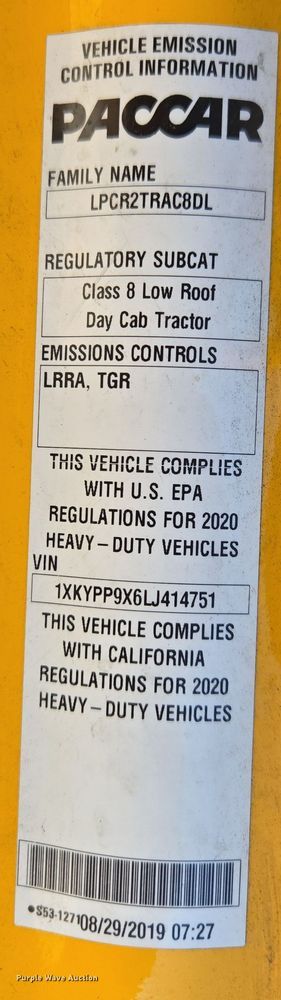 VEHICLE EMISSION
CONTROL INFORMATION
PACCAR
FAMILY NAME
LPCR2TRAC8DL
REGULATORY SUBCAT
Class 8 Low Roof
Day Cab Tractor
EMISSIONS CONTROLS
LRRA, TGR
THIS VEHICLE COMPLIES
WITH U.S. EPA
REGULATIONS FOR 2020
HEAVY-DUTY VEHICLES
VIN
1XKYPP9X6LJ414751
THIS VEHICLE COMPLIES
WITH CALIFORNIA
REGULATIONS FOR 2020
HEAVY-DUTY VEHICLES
S53-1271 08/29/2019 07:27
Purple Wave Auction